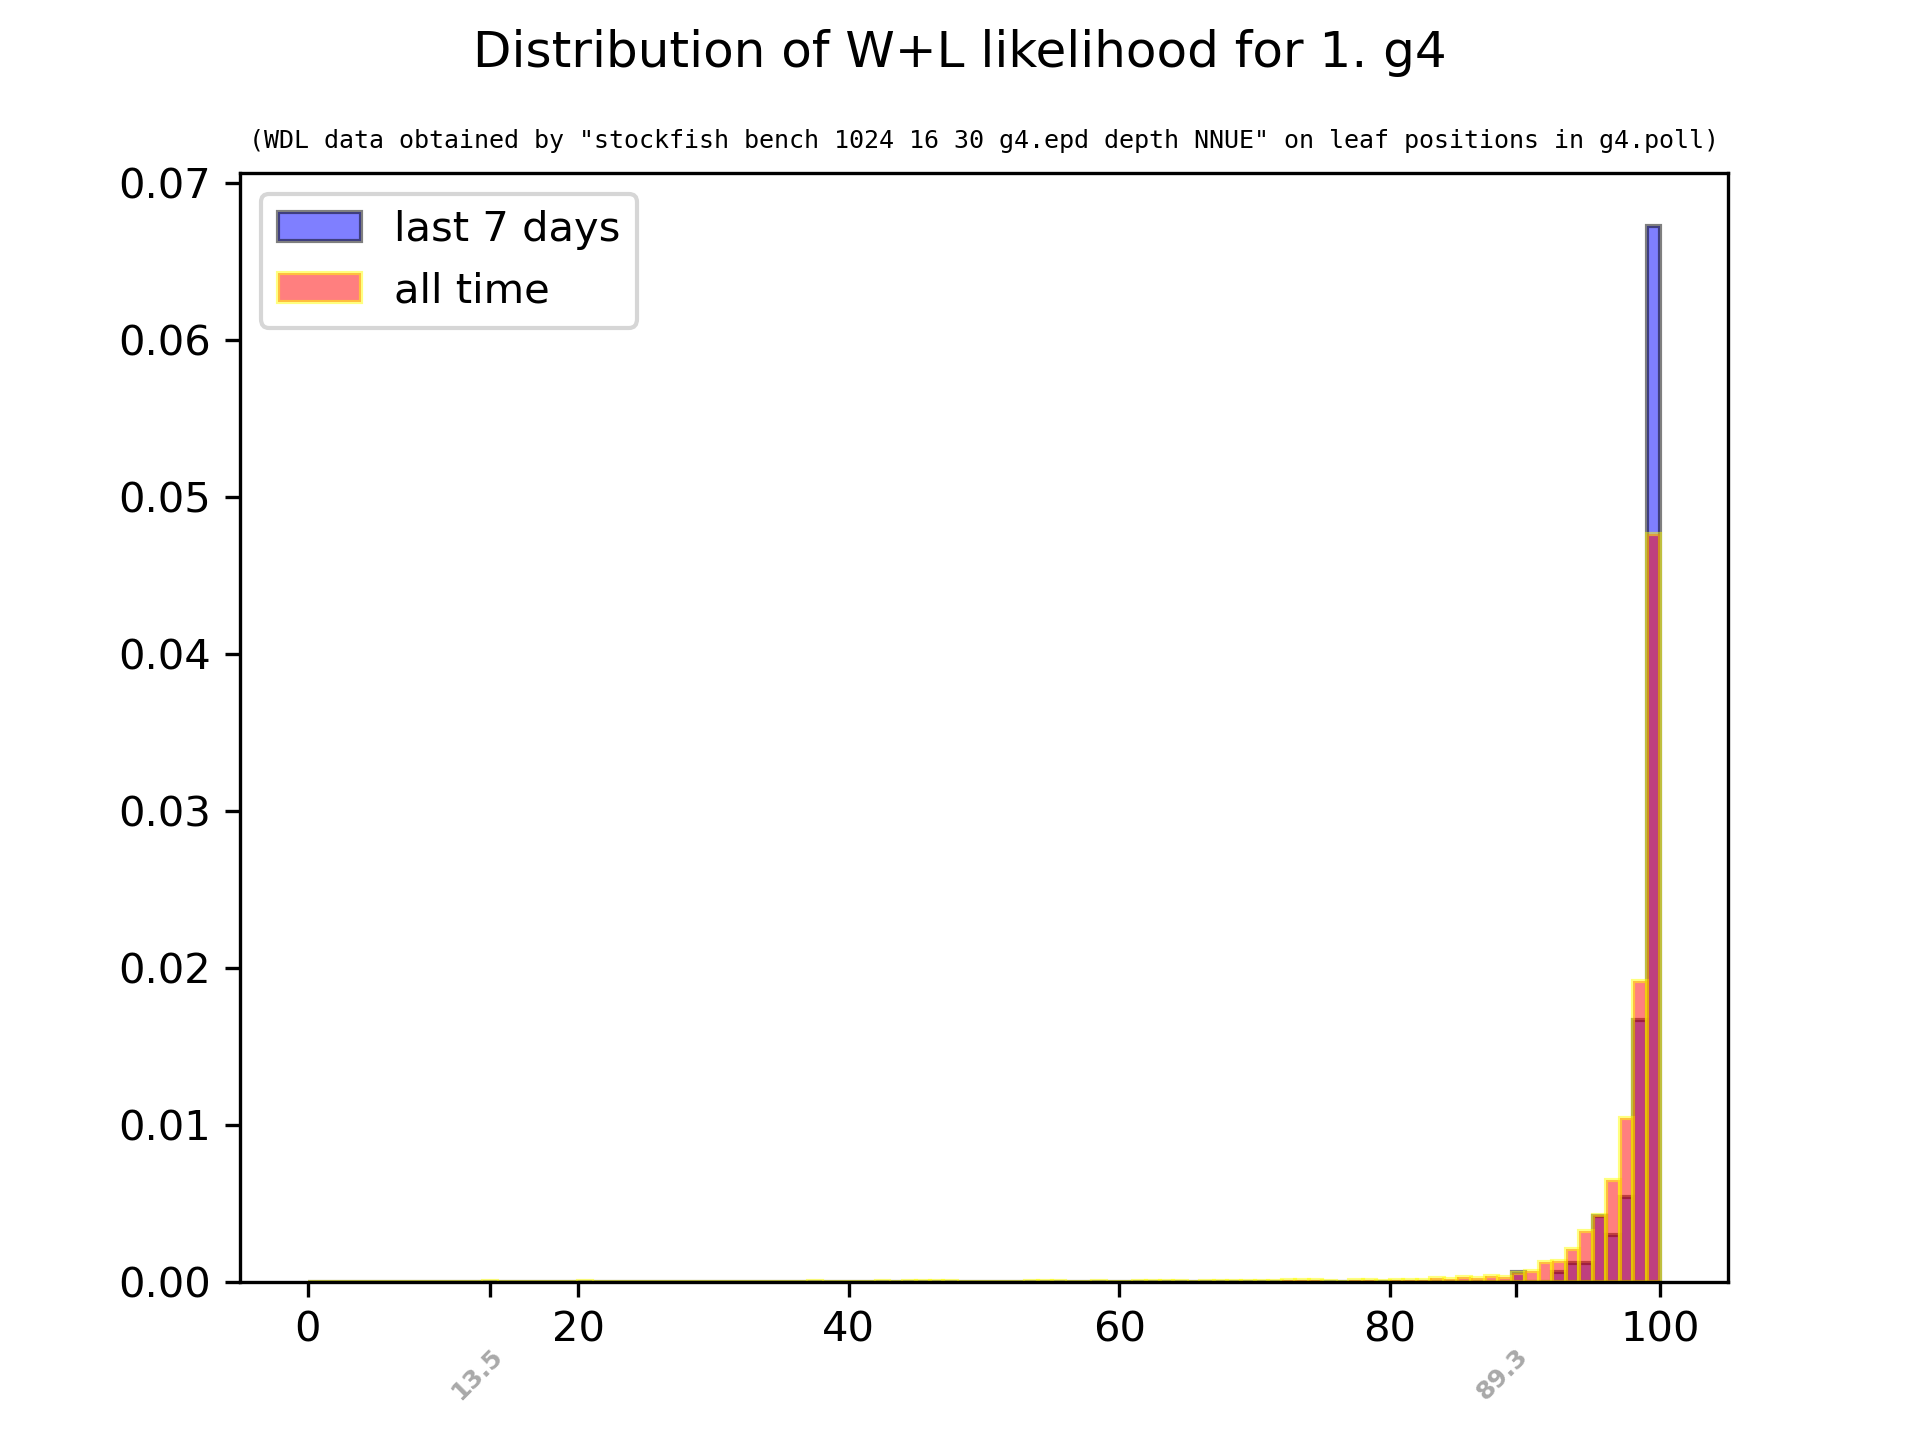 Distribution of W+L likelihood for 1. g4
(WDL data obtained by "stockfish bench 1024 16 30 g4.epd depth NNUE" on leaf positions in g4.poll)
last 7 days
all time
0.07
0.06
0.05
0.04
0.03
0.02
0.01
0.00
0 20 40 60 80 100
13.5 89.3